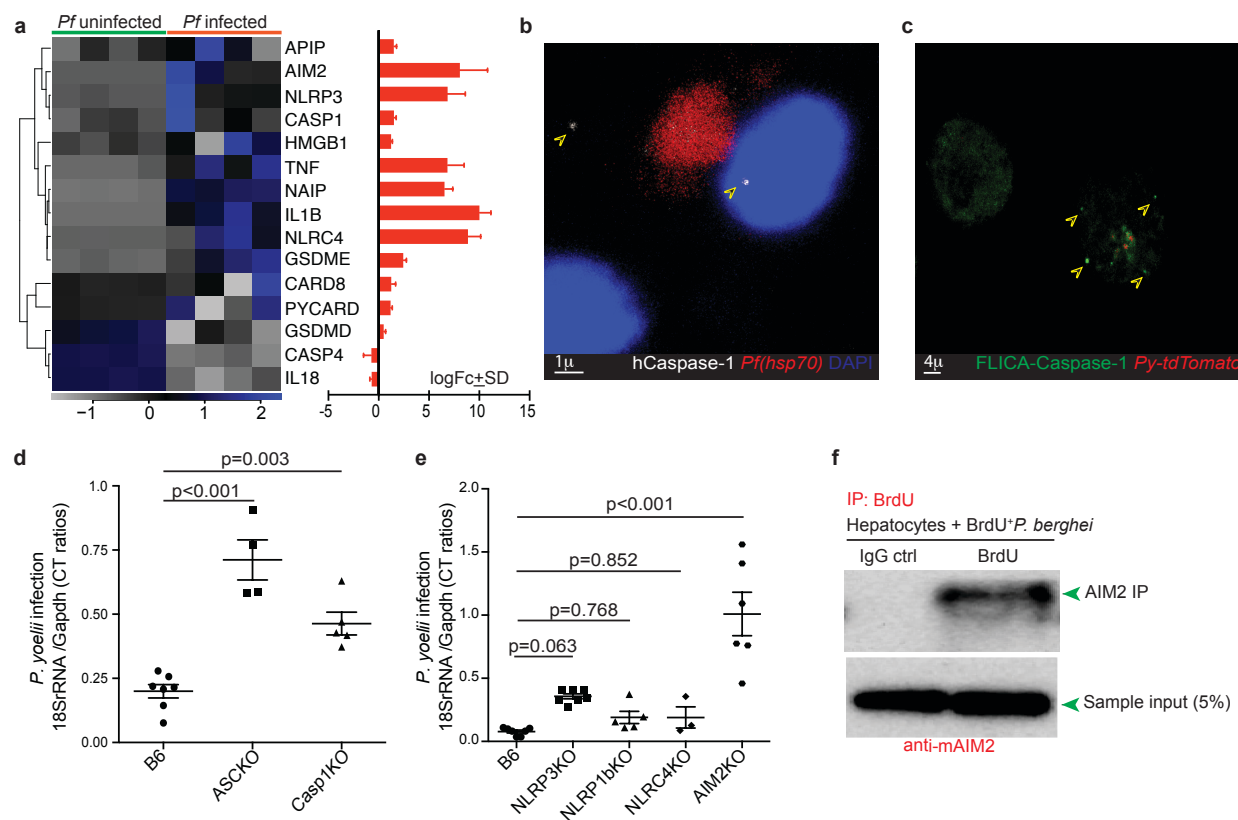 a
Pf uninfected
Pf infected
APIP
AIM2
NLRP3
CASP1
HMGB1
TNF
NAIP
IL1B
NLRC4
GSDME
CARD8
PYCARD
GSDMD
CASP4
IL18
−1 0 1 2
logFc±SD
-5 0 5 10 15
b
1μ
hCaspase-1 Pf(hsp70) DAPI
c
4μ
FLICA-Caspase-1 Py-tdTomato
d
p=0.003
p<0.001
1.0
0.75
0.50
0.25
0.00
P. yoelii infection
18SrRNA /Gapdh (CT ratios)
B6
ASCKO
Casp1KO
e
p<0.001
p=0.852
p=0.768
p=0.063
2.0
1.5
1.0
0.5
0.0
P. yoelii infection
18SrRNA /Gapdh (CT ratios)
B6
NLRP3KO
NLRP1bKO
NLRC4KO
AIM2KO
f
IP: BrdU
Hepatocytes + BrdU+P. berghei
IgG ctrl
BrdU
AIM2 IP
Sample input (5%)
anti-mAIM2